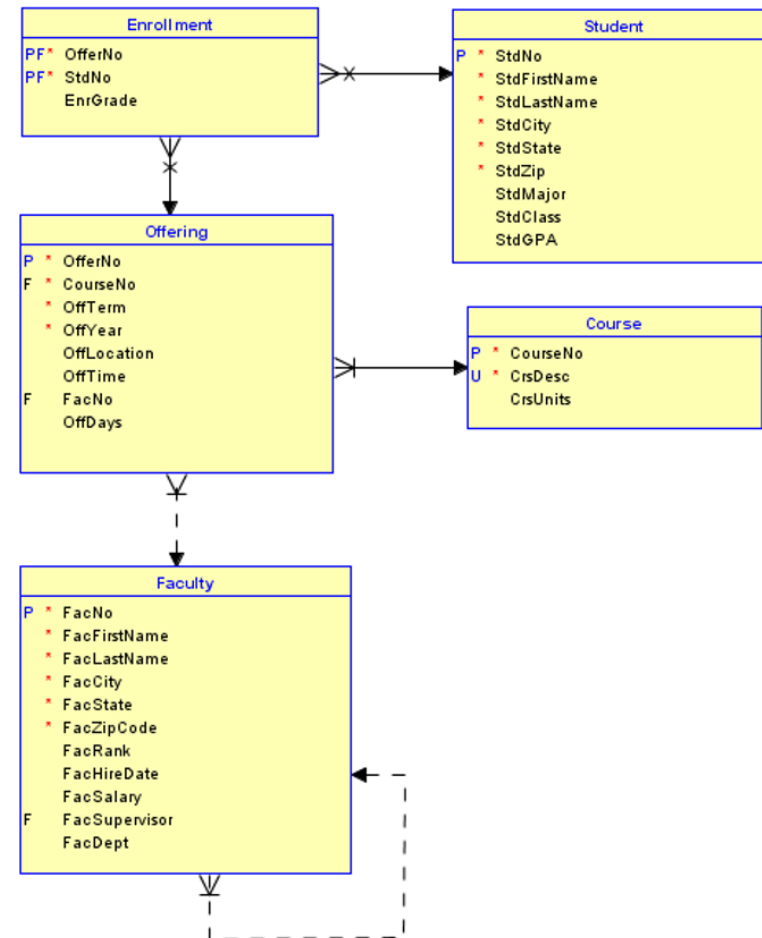 Enrollment
PF* OfferNo
PF* StdNo
EnrGrade
Student
P * StdNo
* StdFirstName
* StdLastName
* StdCity
* StdState
* StdZip
StdMajor
StdClass
StdGPA
Offering
P * OfferNo
F * CourseNo
* OffTerm
* OffYear
OffLocation
OffTime
F FacNo
OffDays
Course
P * CourseNo
U * CrsDesc
CrsUnits
Faculty
P * FacNo
* FacFirstName
* FacLastName
* FacCity
* FacState
* FacZipCode
FacRank
FacHireDate
FacSalary
F FacSupervisor
FacDept